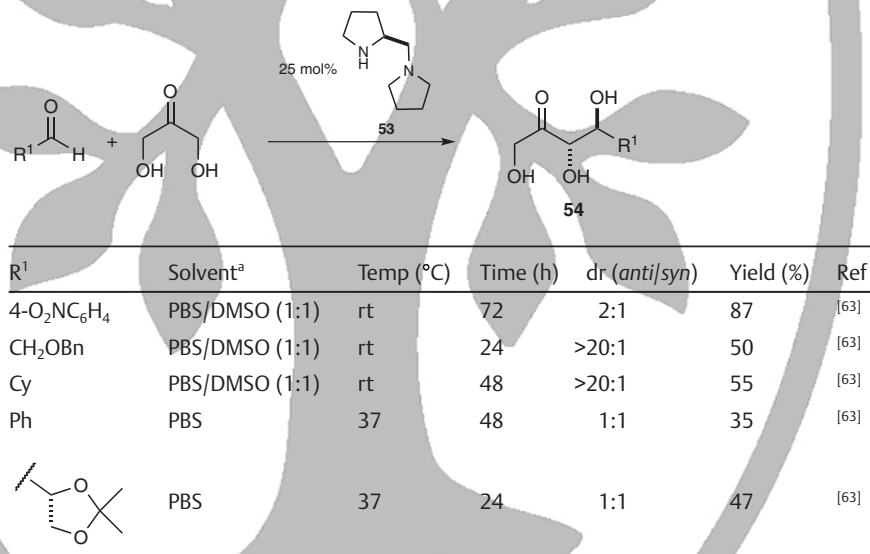 25 mol%
N
H
N
53
O
R¹
H
+
O
OH
OH
O
OH
R¹
OH
OH
54
R¹ Solventᵃ Temp (°C) Time (h) dr (anti/syn) Yield (%) Ref
4-O₂NC₆H₄ PBS/DMSO (1:1) rt 72 2:1 87 [63]
CH₂OBn PBS/DMSO (1:1) rt 24 >20:1 50 [63]
Cy PBS/DMSO (1:1) rt 48 >20:1 55 [63]
Ph PBS 37 48 1:1 35 [63]
O
O
PBS 37 24 1:1 47 [63]